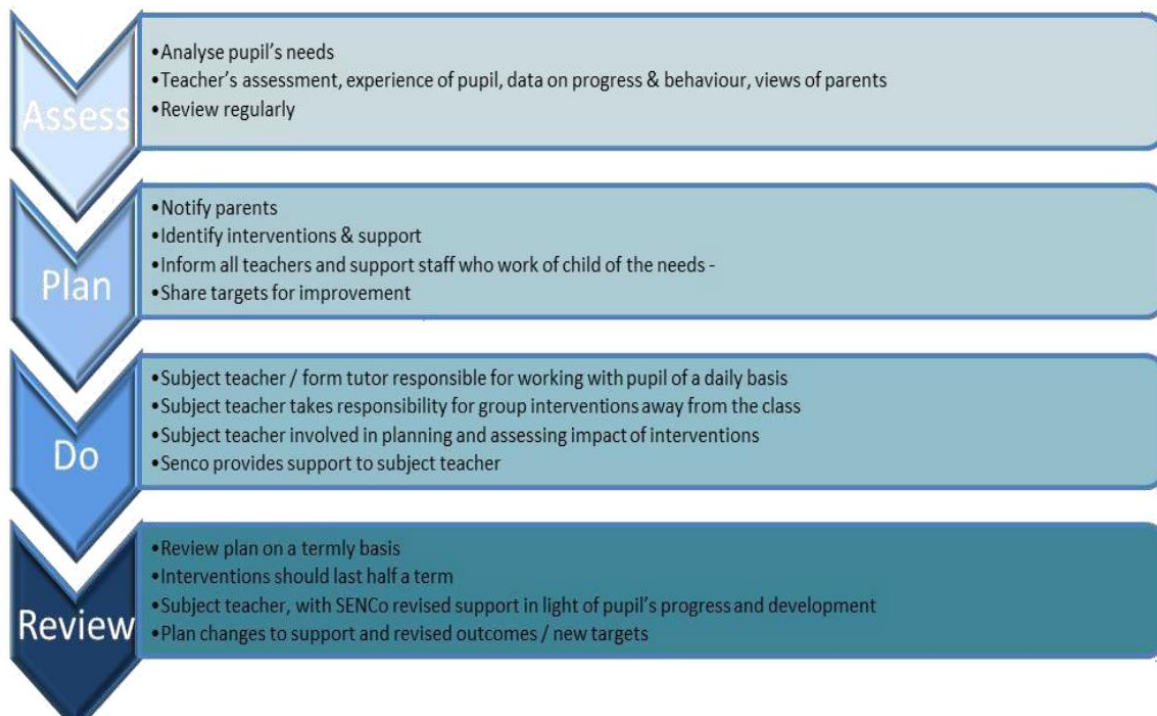 Assess
•Analyse pupil's needs
•Teacher's assessment, experience of pupil, data on progress & behaviour, views of parents
•Review regularly
Plan
•Notify parents
•Identify interventions & support
•Inform all teachers and support staff who work of child of the needs -
•Share targets for improvement
Do
•Subject teacher / form tutor responsible for working with pupil of a daily basis
•Subject teacher takes responsibility for group interventions away from the class
•Subject teacher involved in planning and assessing impact of interventions
•Senco provides support to subject teacher
Review
•Review plan on a termly basis
•Interventions should last half a term
•Subject teacher, with SENCo revised support in light of pupil's progress and development
•Plan changes to support and revised outcomes / new targets